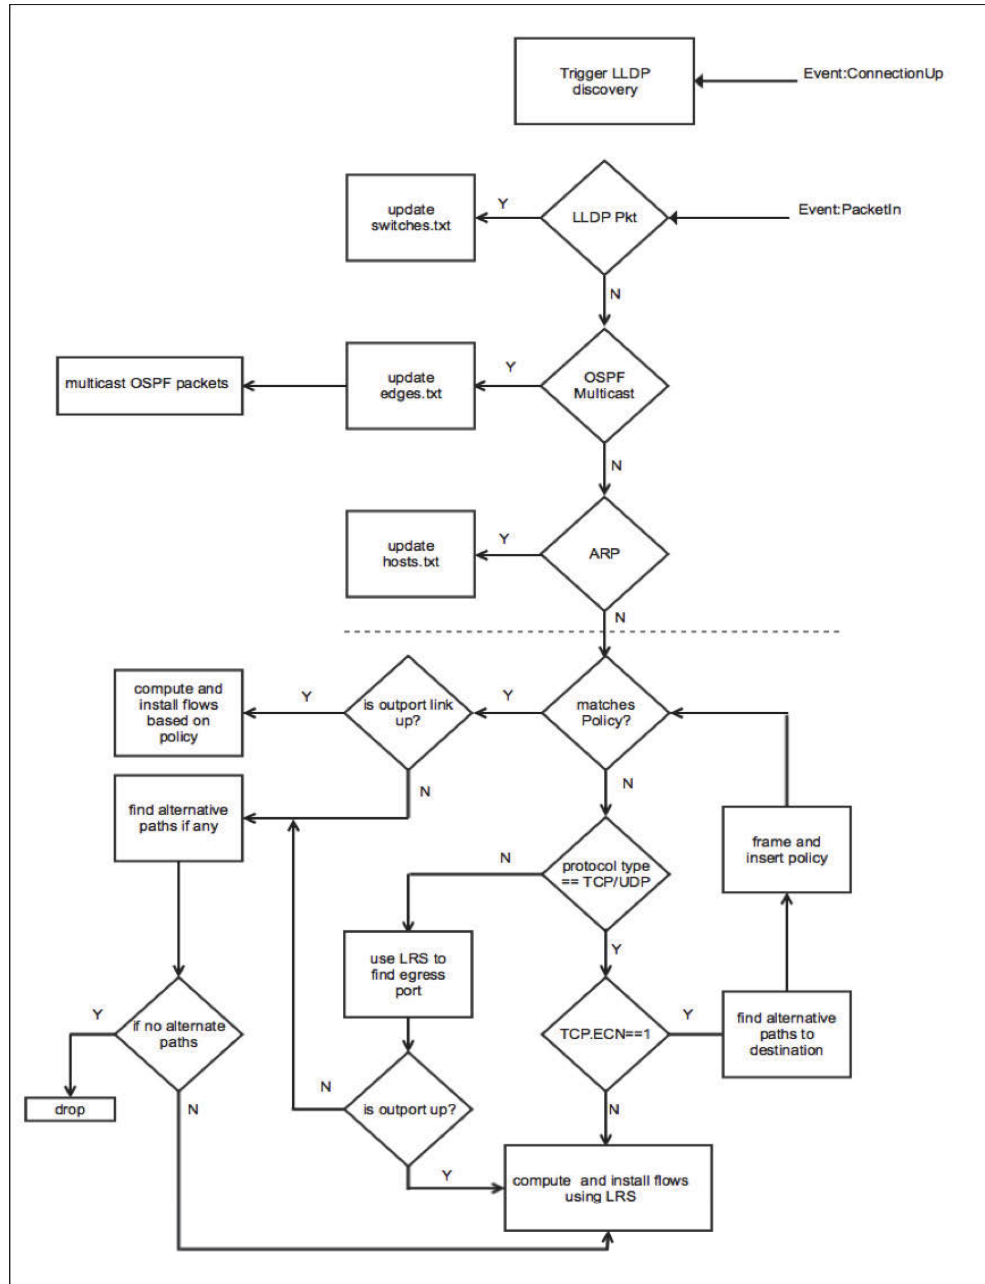 Trigger LLDP
discovery
Event:ConnectionUp
update
switches.txt
Y
LLDP Pkt
Event:PacketIn
N
multicast OSPF packets
update
edges.txt
Y
OSPF
Multicast
N
update
hosts.txt
Y
ARP
N
compute and
install flows
based on
policy
Y
is outport link
up?
Y
matches
Policy?
N
N
find alternative
paths if any
frame and
insert policy
N
protocol type
== TCP/UDP
Y
use LRS to
find egress
port
Y
if no alternate
paths
TCP.ECN==1
Y
find alternative
paths to
destination
drop
N
N
is outport up?
N
Y
compute and install flows
using LRS